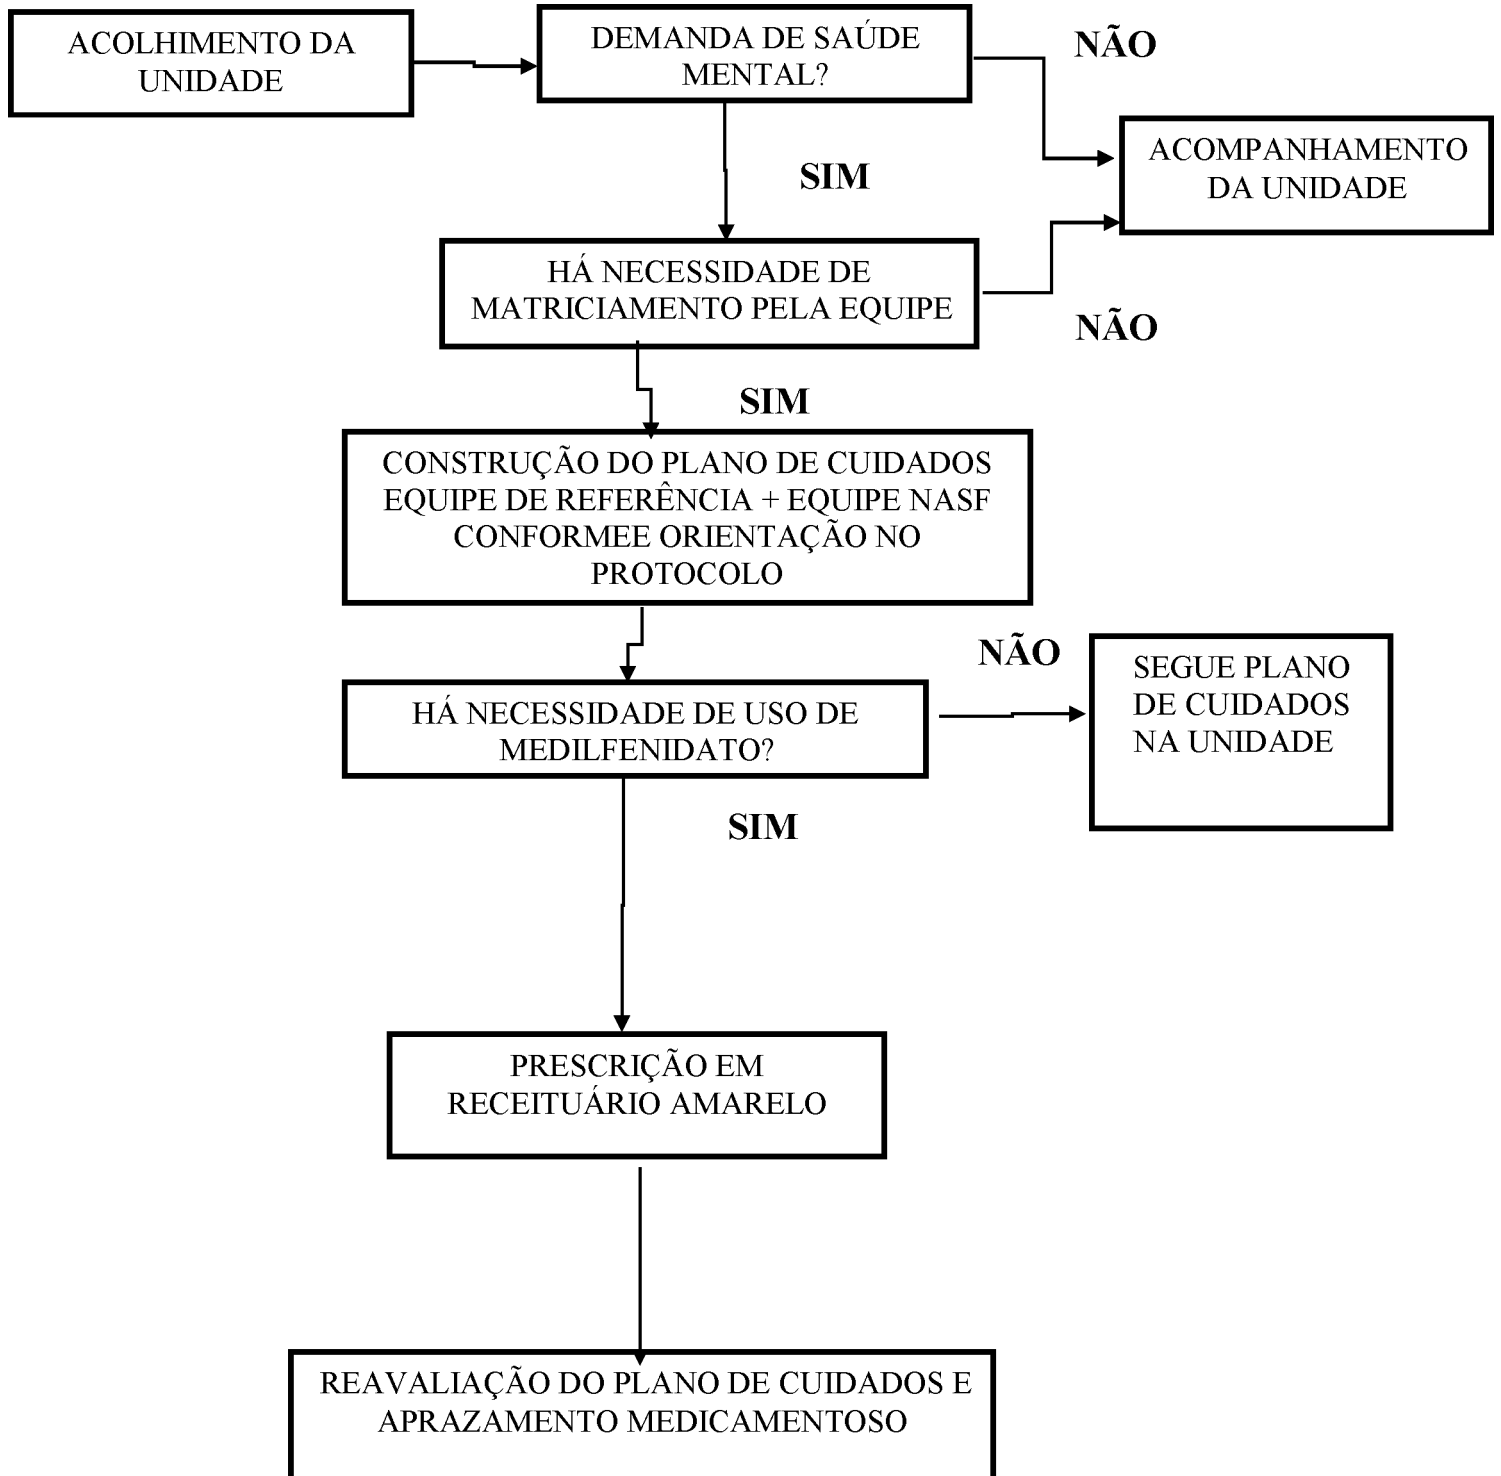 ACOLHIMENTO DA
UNIDADE
DEMANDA DE SAÚDE
MENTAL?
NÃO
ACOMPANHAMENTO
DA UNIDADE
SIM
HÁ NECESSIDADE DE
MATRICIAMENTO PELA EQUIPE
NÃO
SIM
CONSTRUÇÃO DO PLANO DE CUIDADOS
EQUIPE DE REFERÊNCIA + EQUIPE NASF
CONFORMEE ORIENTAÇÃO NO
PROTOCOLO
HÁ NECESSIDADE DE USO DE
MEDILFENIDATO?
NÃO
SEGUE PLANO
DE CUIDADOS
NA UNIDADE
SIM
PRESCRIÇÃO EM
RECEITUÁRIO AMARELO
REAVALIAÇÃO DO PLANO DE CUIDADOS E
APRAZAMENTO MEDICAMENTOSO